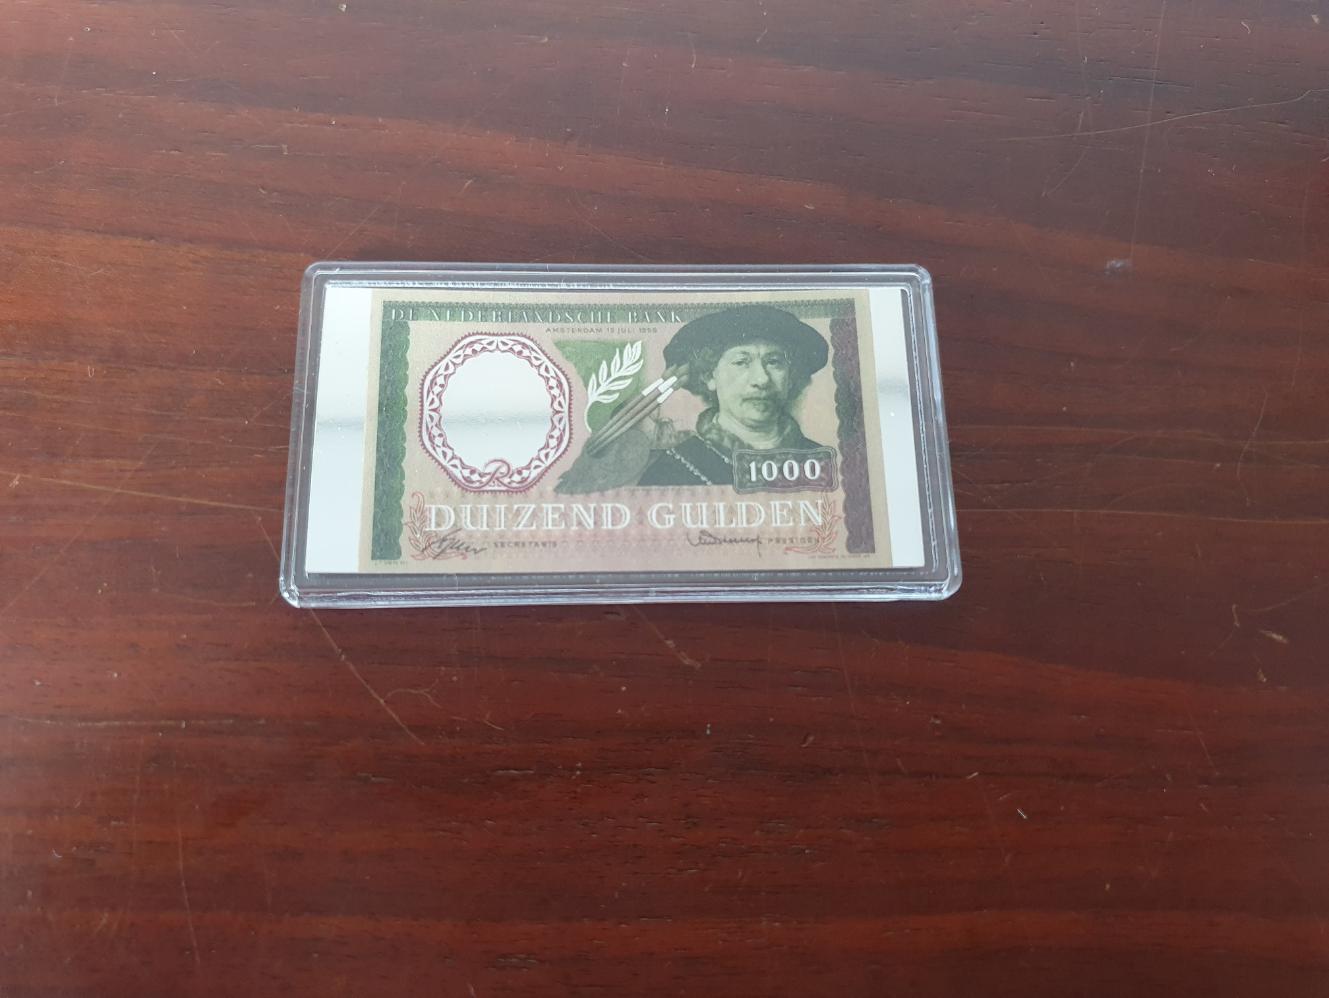 DE NEDERLANDSCHE BANK
AMSTERDAM 15 JULI 1956
1000
DUIZEND GULDEN
SECRETARIS
PRESIDENT